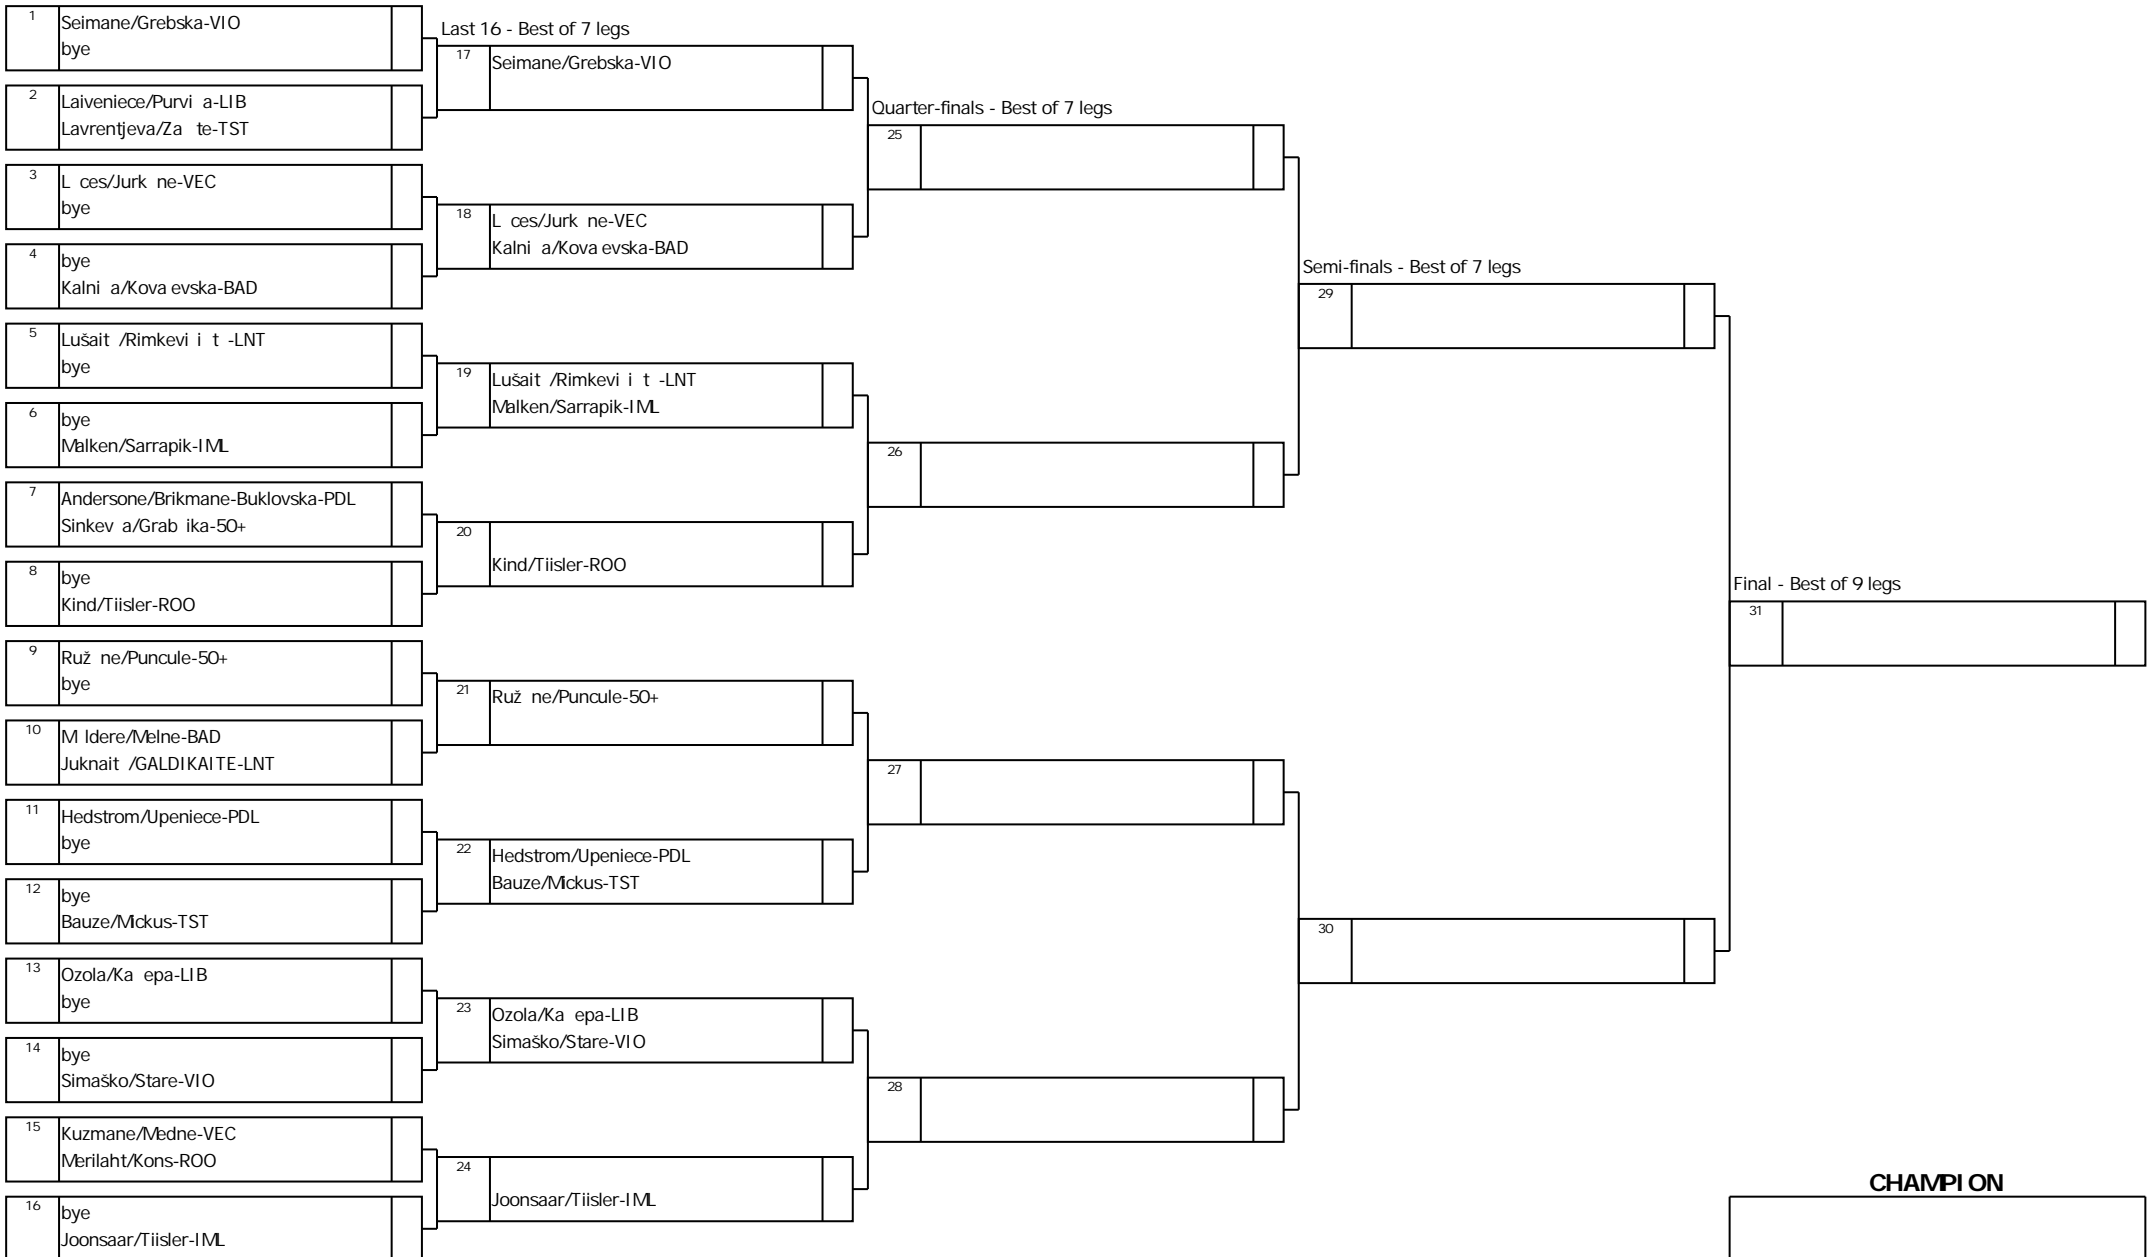 1
Seimane/Grebska-VIO
bye
2
Laiveniece/Purvi a-LIB
Lavrentjeva/Za te-TST
3
L ces/Jurk ne-VEC
bye
4
bye
Kalni a/Kova evska-BAD
5
Lušait /Rimkevi i t -LNT
bye
6
bye
Malken/Sarrapik-IML
7
Andersone/Brikmane-Buklovska-PDL
Sinkev a/Grab ika-50+
8
bye
Kind/Tiisler-ROO
9
Ruž ne/Puncule-50+
bye
10
M ldere/Melne-BAD
Juknait /GALDIKAITE-LNT
11
Hedstrom/Upeniece-PDL
bye
12
bye
Bauze/Mickus-TST
13
Ozola/Ka epa-LIB
bye
14
bye
Simaško/Stare-VIO
15
Kuzmane/Medne-VEC
Merilaht/Kons-ROO
16
bye
Joonsaar/Tiisler-IML
Last 16 - Best of 7 legs
17
Seimane/Grebska-VIO
18
L ces/Jurk ne-VEC
Kalni a/Kova evska-BAD
19
Lušait /Rimkevi i t -LNT
Malken/Sarrapik-IML
20
Kind/Tiisler-ROO
21
Ruž ne/Puncule-50+
22
Hedstrom/Upeniece-PDL
Bauze/Mickus-TST
23
Ozola/Ka epa-LIB
Simaško/Stare-VIO
24
Joonsaar/Tiisler-IML
Quarter-finals - Best of 7 legs
25
26
27
28
Semi-finals - Best of 7 legs
29
30
Final - Best of 9 legs
31
CHAMPION